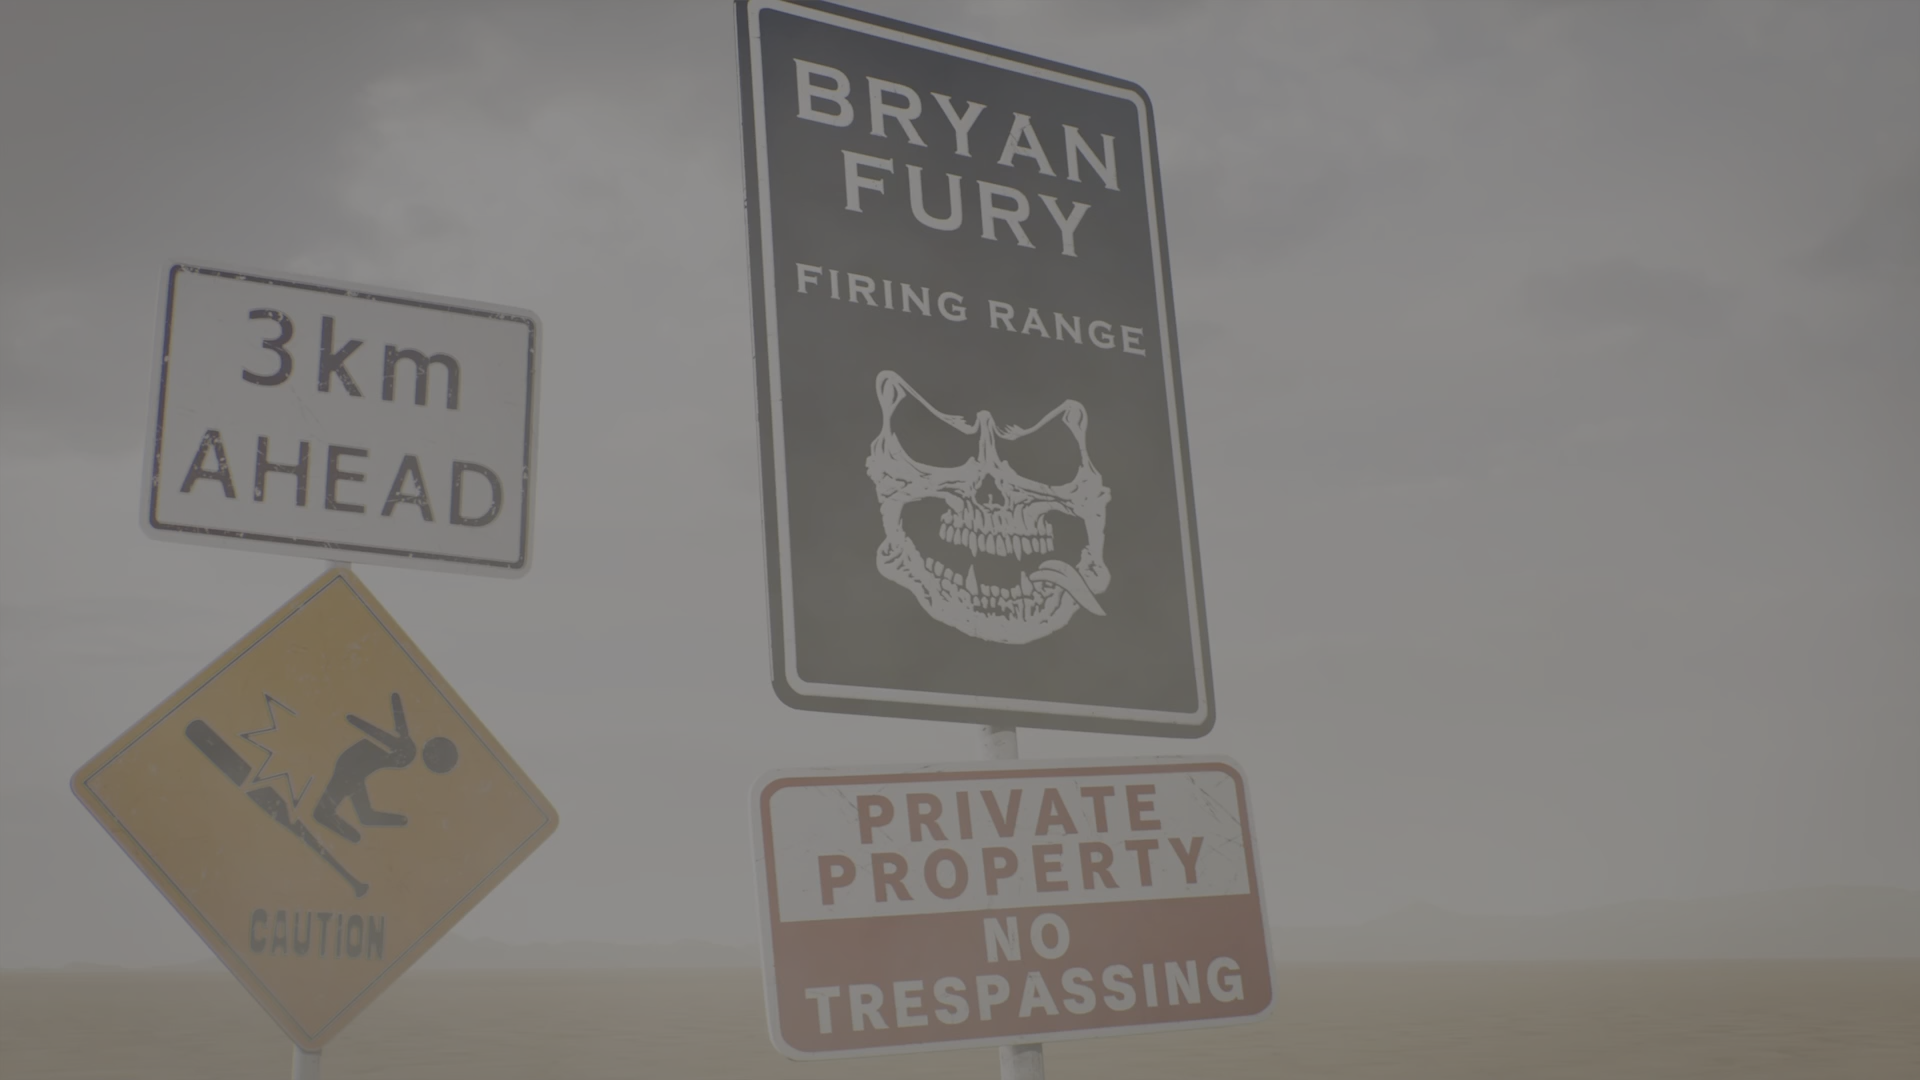 3km
AHEAD
CAUTION
BRYAN
FURY
FIRING RANGE
PRIVATE
PROPERTY
NO
TRESPASSING